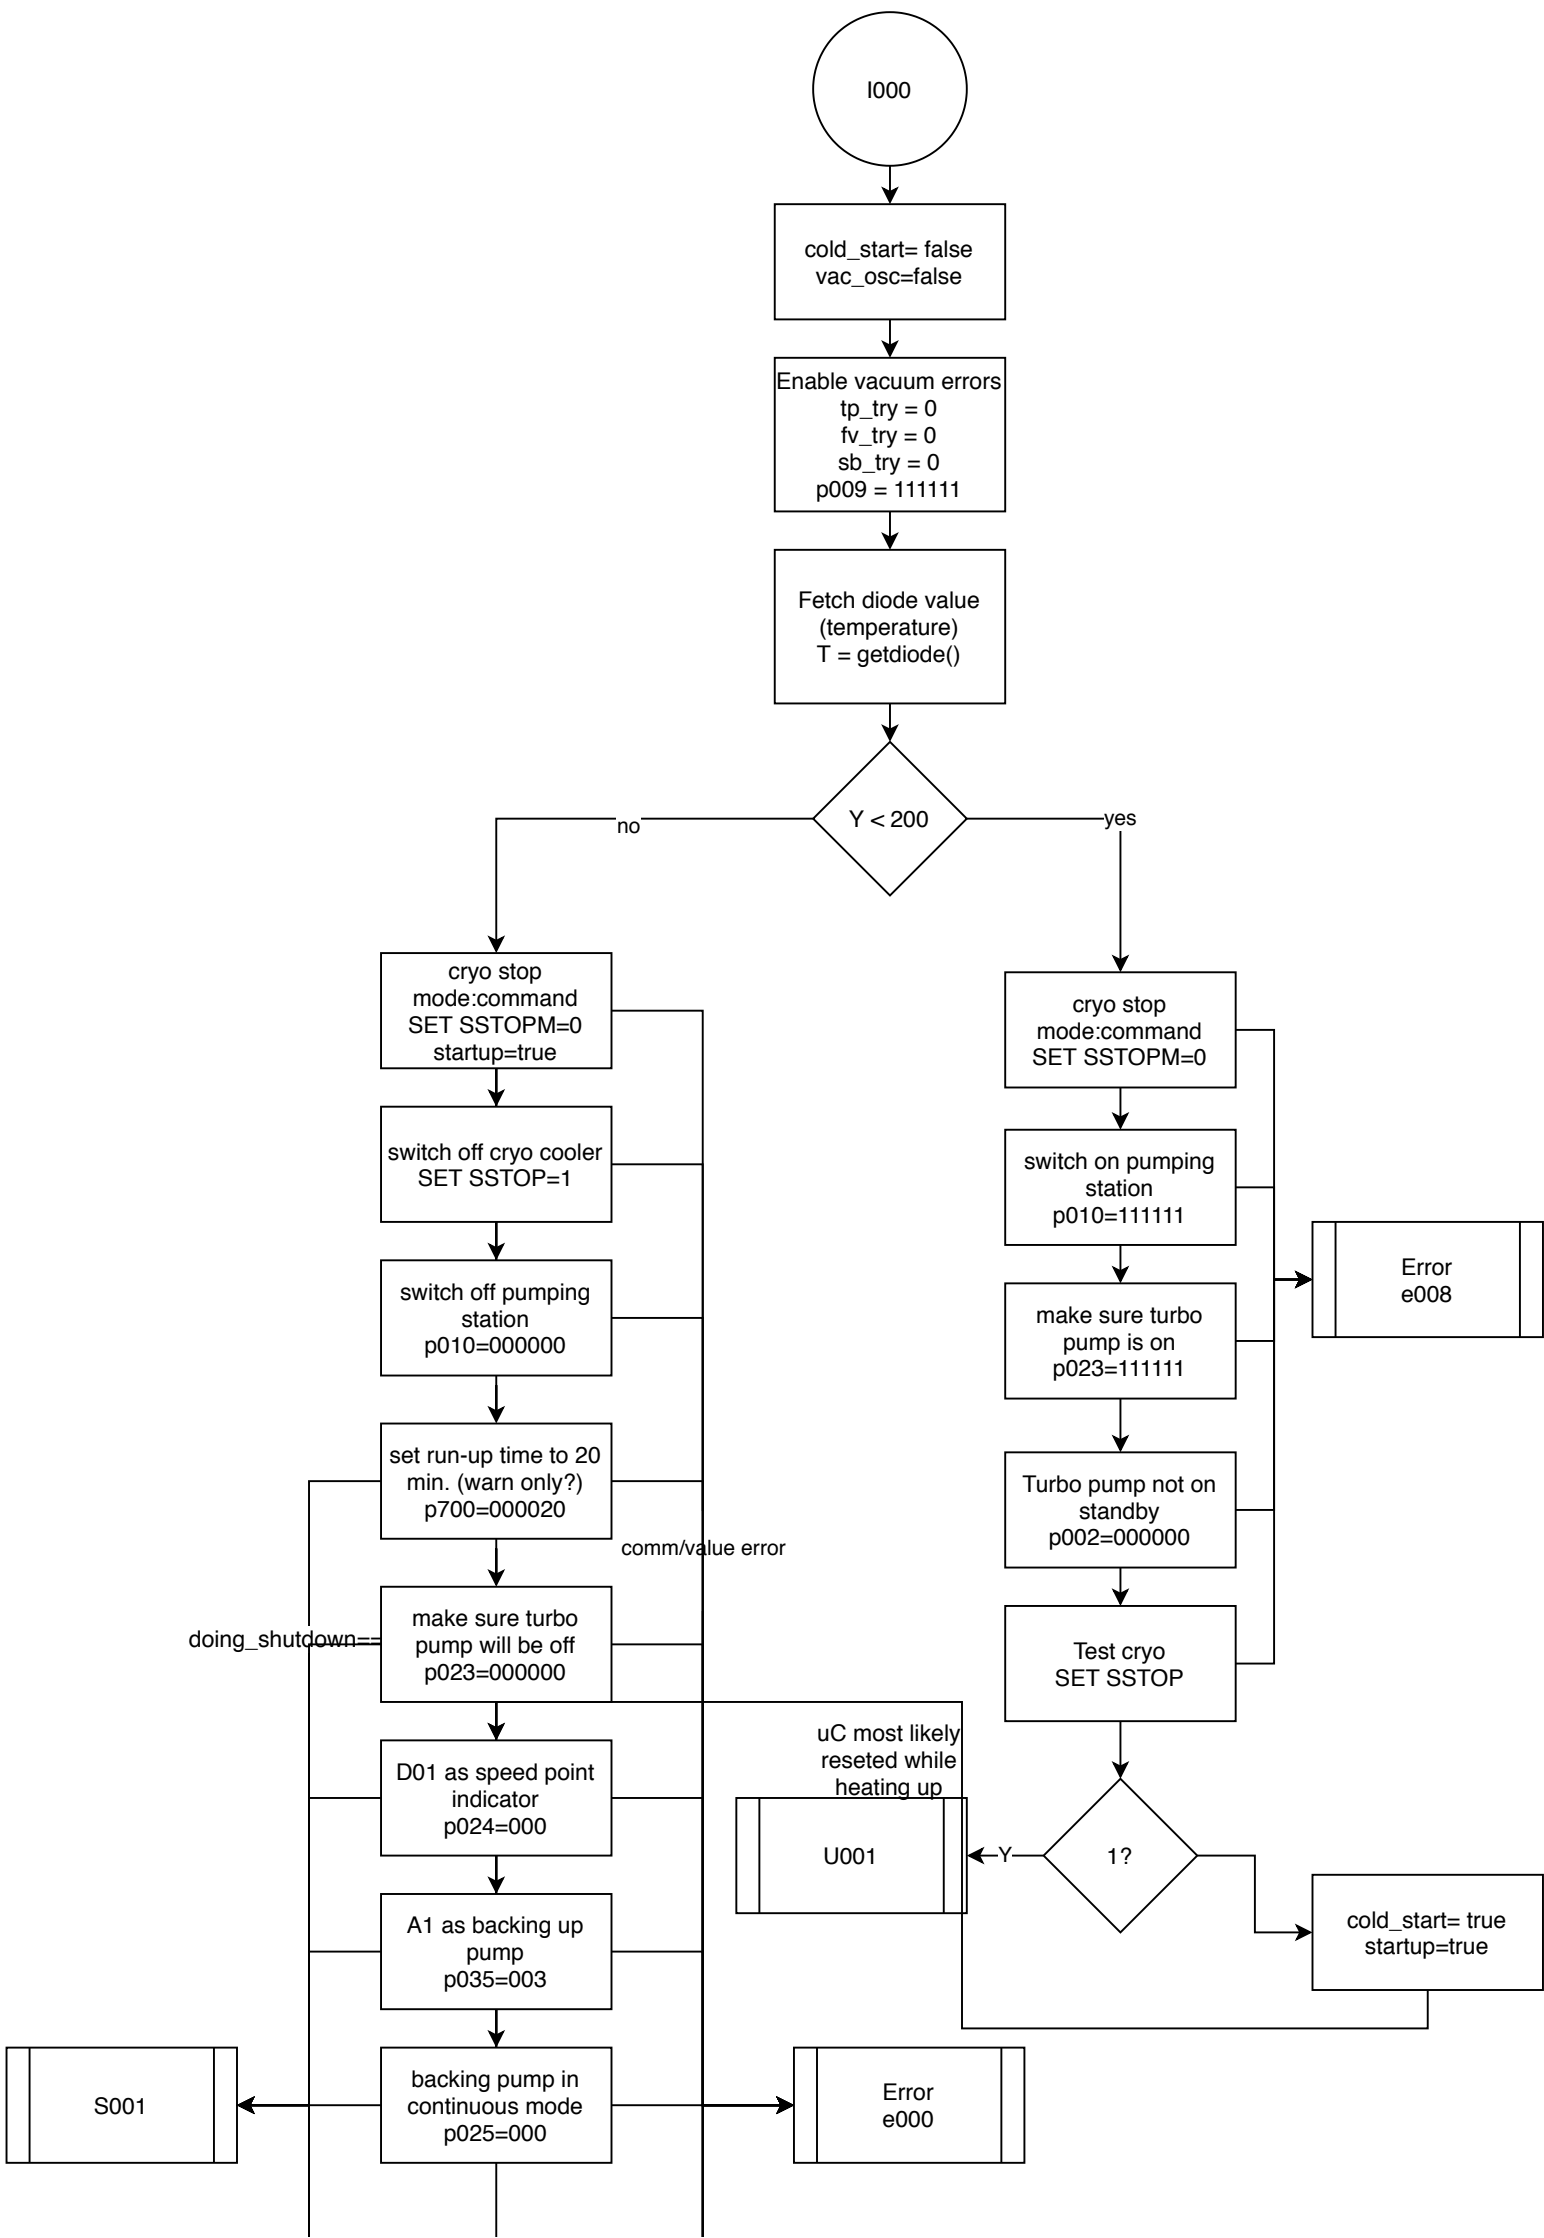 I000
cold_start= false
vac_osc=false
Enable vacuum errors
tp_try = 0
fv_try = 0
sb_try = 0
p009 = 111111
Fetch diode value
(temperature)
T = getdiode()
Y < 200
no
yes
cryo stop
mode:command
SET SSTOPM=0
startup=true
switch off cryo cooler
SET SSTOP=1
switch off pumping
station
p010=000000
set run-up time to 20
min. (warn only?)
p700=000020
comm/value error
doing_shutdown==
make sure turbo
pump will be off
p023=000000
D01 as speed point
indicator
p024=000
A1 as backing up
pump
p035=003
backing pump in
continuous mode
p025=000
S001
Error
e000
cryo stop
mode:command
SET SSTOPM=0
switch on pumping
station
p010=111111
make sure turbo
pump is on
p023=111111
Turbo pump not on
standby
p002=000000
Test cryo
SET SSTOP
Error
e008
uC most likely
reseted while
heating up
U001
Y
1?
cold_start= true
startup=true